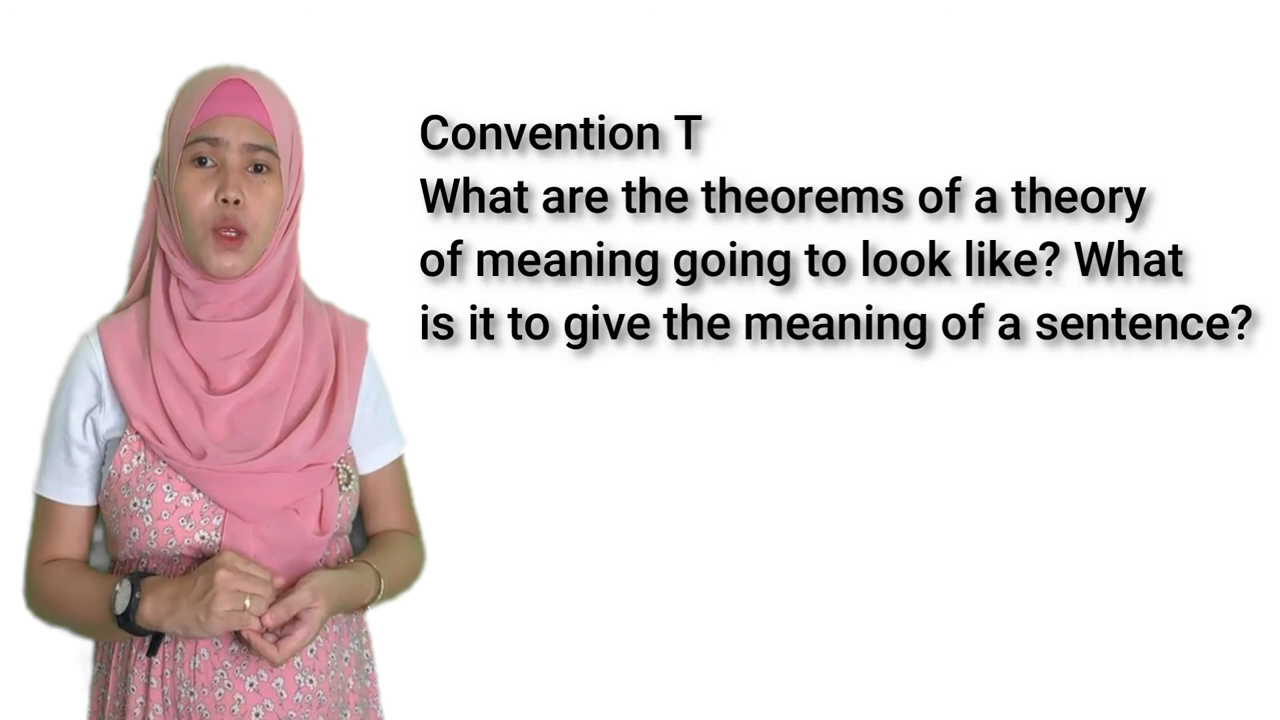 Convention T
What are the theorems of a theory
of meaning going to look like? What
is it to give the meaning of a sentence?